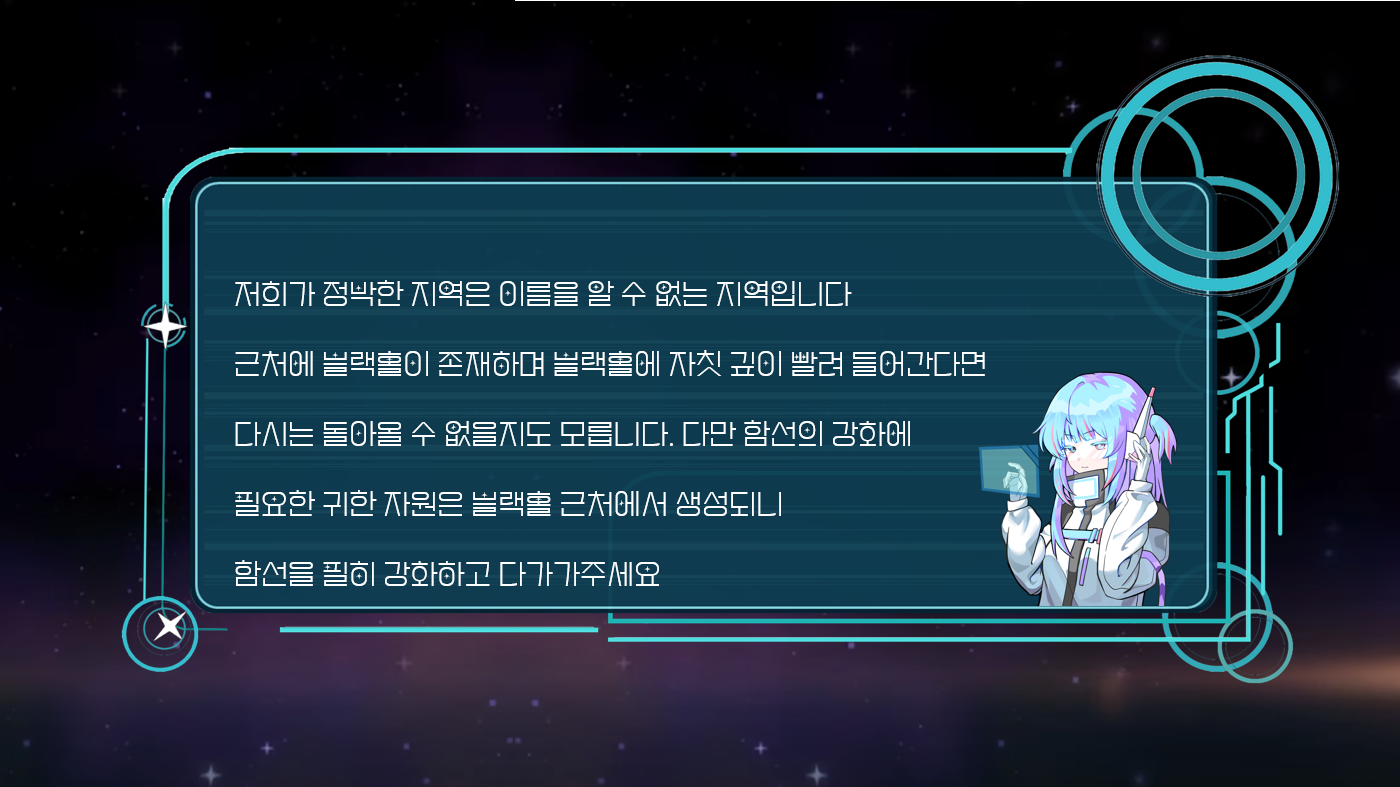 저희가 정박한 지역은 이름을 알 수 없는 지역입니다
근처에 블랙홀이 존재하며 블랙홀에 자칫 깊이 빨려 들어간다면
다시는 돌아올 수 없을지도 모릅니다. 다만 함선의 강화에
필요한 귀한 자원은 블랙홀 근처에서 생성되니
함선을 필히 강화하고 다가가주세요